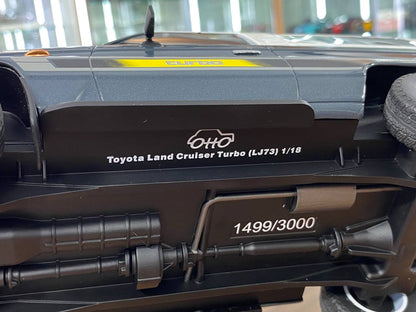 TURBO
OttO
Toyota Land Cruiser Turbo (LJ73) 1/18
1499/3000